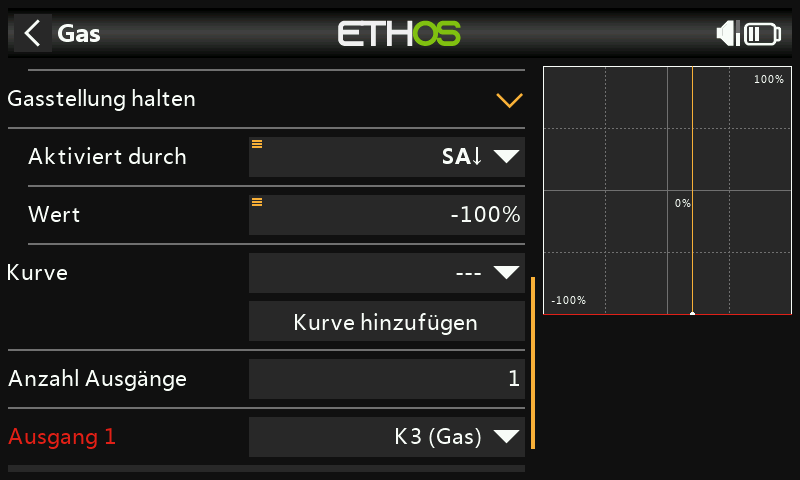 Gas
ETHOS
Gasstellung halten
Aktiviert durch
SA↓
Wert
-100%
Kurve
---
Kurve hinzufügen
Anzahl Ausgänge
1
Ausgang 1
K3 (Gas)
100%
0%
-100%